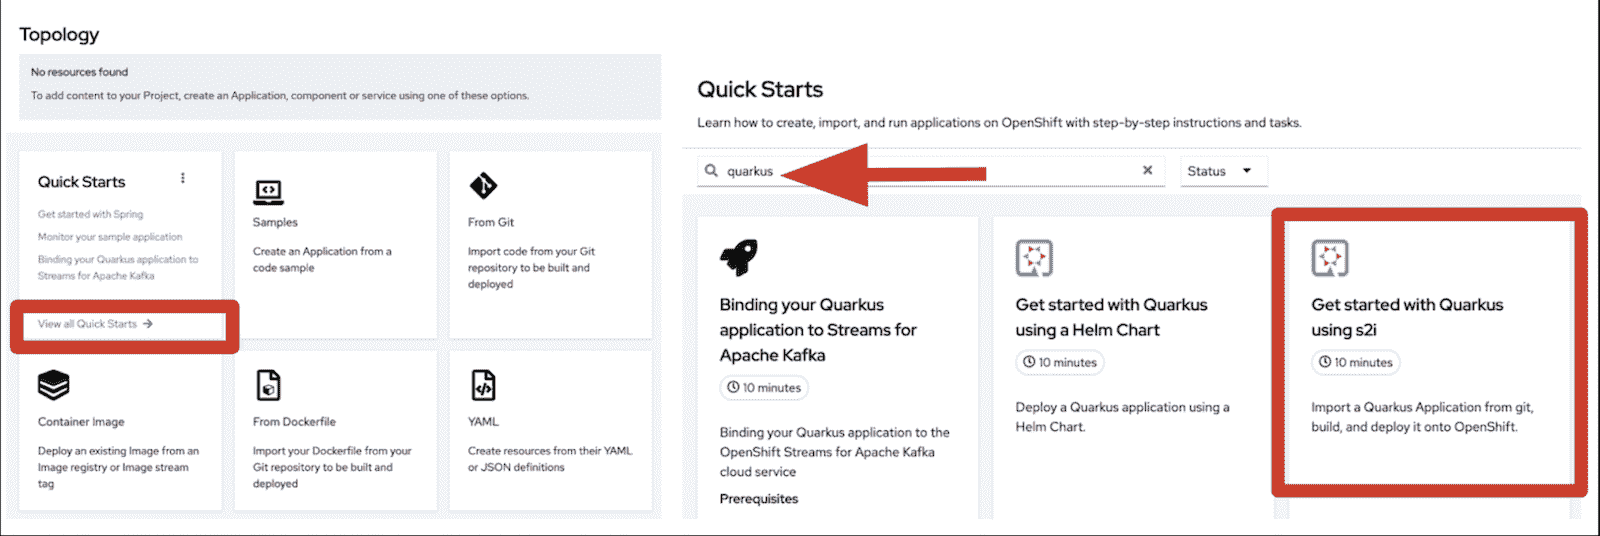 Topology
No resources found
To add content to your Project, create an Application, component or service using one of these options.
Quick Starts
Get started with Spring
Monitor your sample application
Binding your Quarkus application to
Streams for Apache Kafka
View all Quick Starts →
Samples
Create an Application from a
code sample
From Git
Import code from your Git
repository to be built and
deployed
Container Image
Deploy an existing Image from an
Image registry or Image stream
tag
From Dockerfile
Import your Dockerfile from your
Git repository to be built and
deployed
YAML
Create resources from their YAML
or JSON definitions
Quick Starts
Learn how to create, import, and run applications on OpenShift with step-by-step instructions and tasks.
quarkus
Status
Binding your Quarkus
application to Streams for
Apache Kafka
10 minutes
Binding your Quarkus application to the
OpenShift Streams for Apache Kafka
cloud service
Prerequisites
Get started with Quarkus
using a Helm Chart
10 minutes
Deploy a Quarkus application using a
Helm Chart.
Get started with Quarkus
using s2i
10 minutes
Import a Quarkus Application from git,
build, and deploy it onto OpenShift.